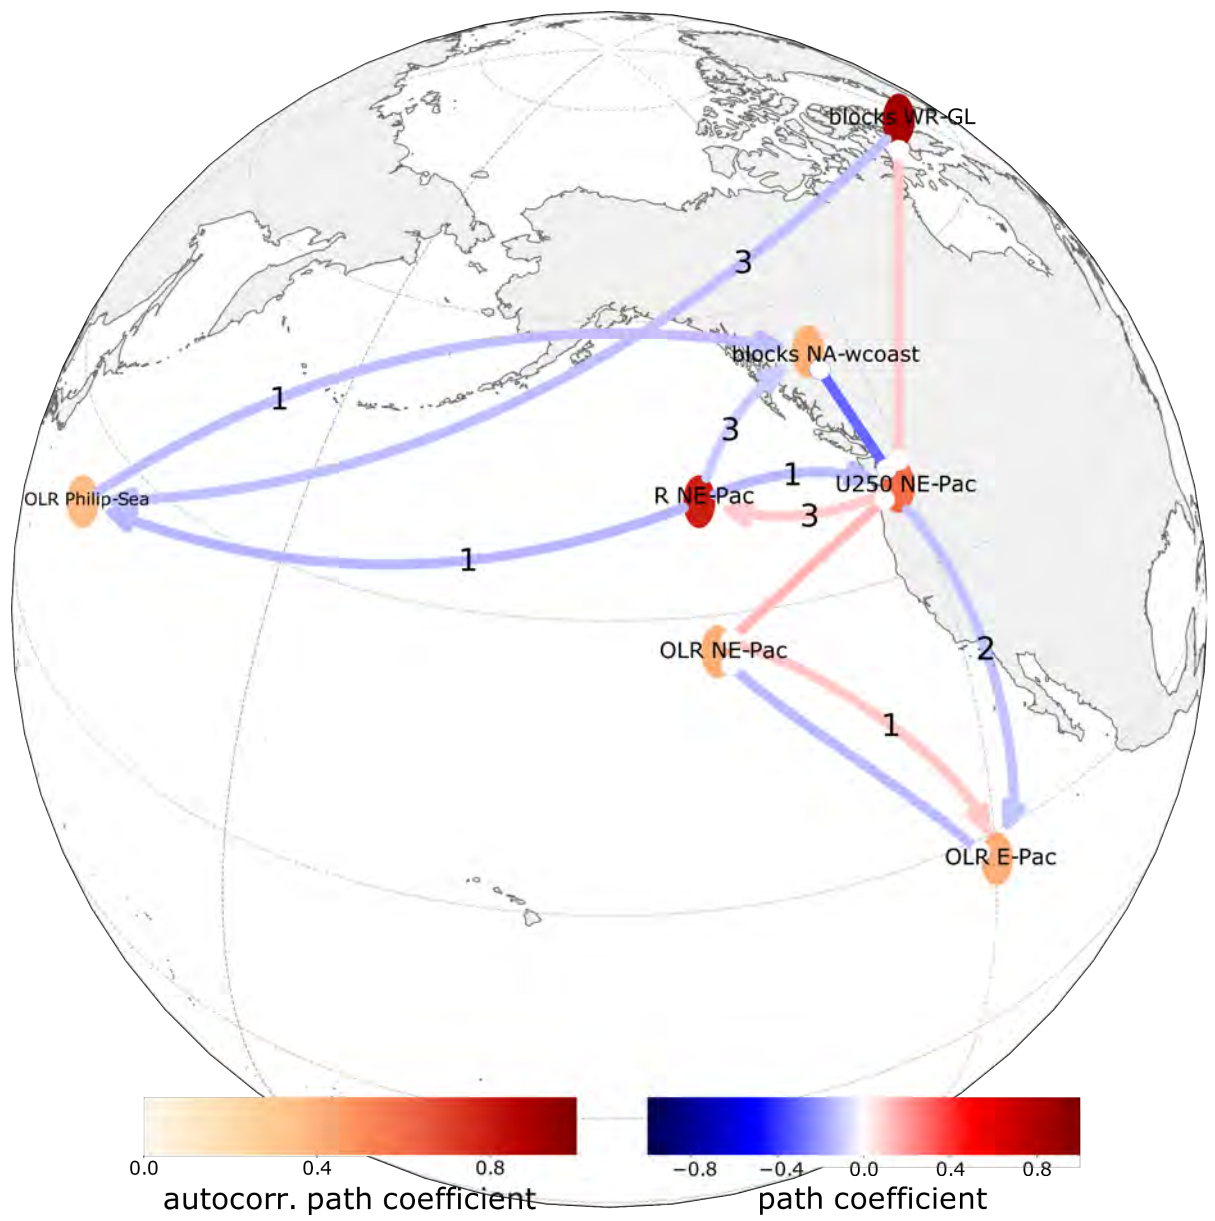 blocks WR-GL
3
blocks NA-wcoast
1
3
1
U250 NE-Pac
OLR Philip-Sea
R NE-Pac
3
1
2
OLR NE-Pac
1
OLR E-Pac
0.0 0.4 0.8
autocorr. path coefficient
−0.8 −0.4 0.0 0.4 0.8
path coefficient